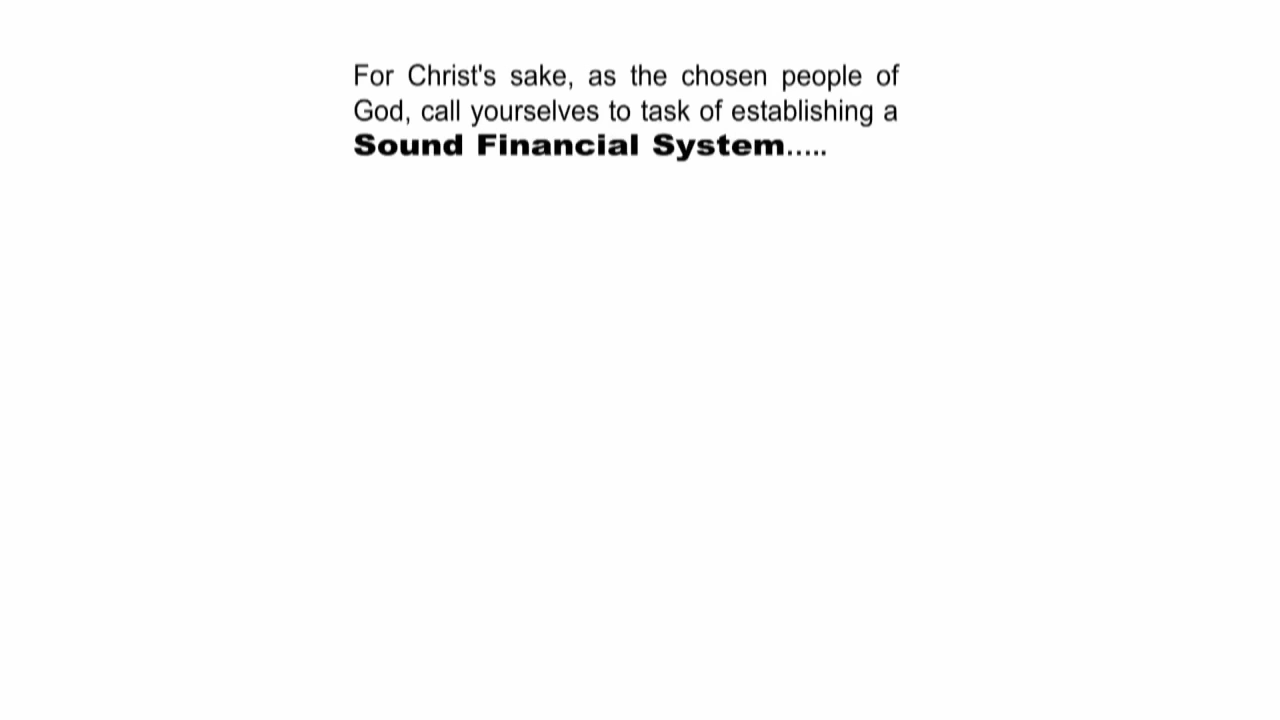 For Christ's sake, as the chosen people of
God, call yourselves to task of establishing a
Sound Financial System.....